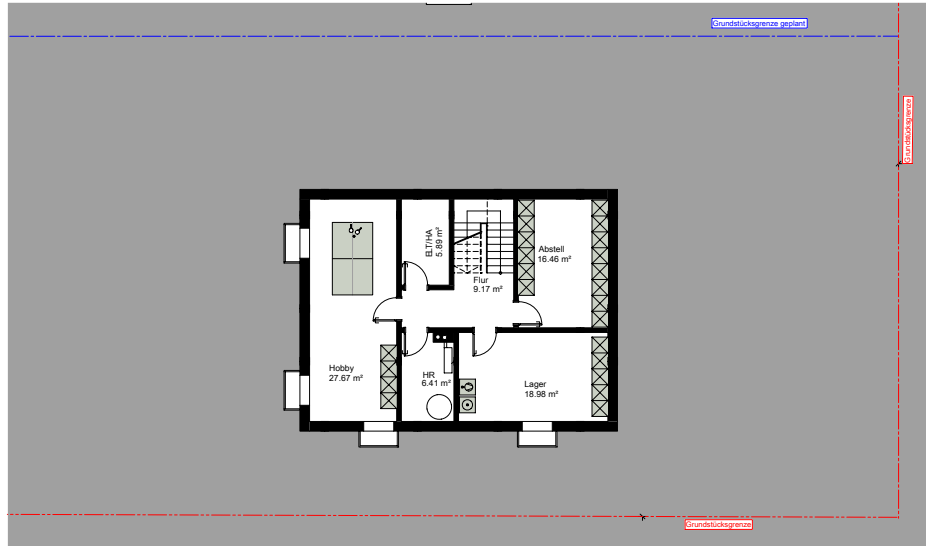 Grundstücksgrenze geplant
Grundstücksgrenze
ELT/HA
5.89 m²
Abstell
16.46 m²
Flur
9.17 m²
Hobby
27.67 m²
HR
6.41 m²
Lager
18.98 m²
Grundstücksgrenze